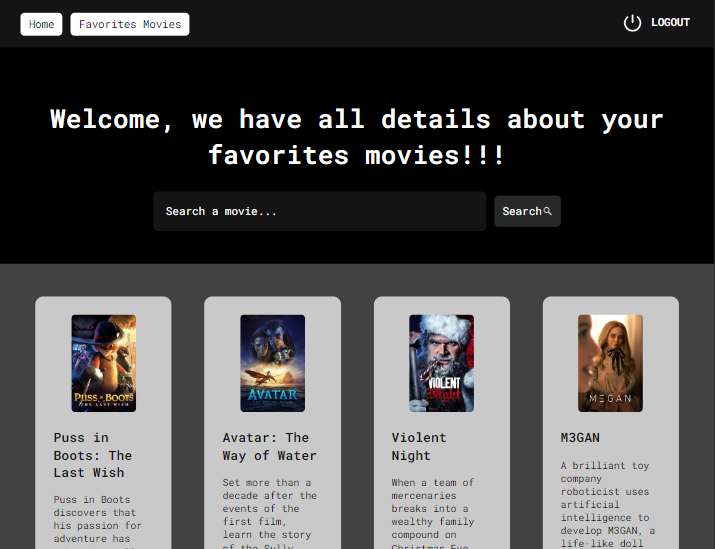 Home Favorites Movies LOGOUT
Welcome, we have all details about your
favorites movies!!!
Search a movie... Search
PUSS IN BOOTS
THE LAST WISH
AVATAR
VIOLENT
Night
M3GAN
Puss in
Boots: The
Last Wish
Puss in Boots
discovers that
his passion for
adventure has
Avatar: The
Way of Water
Set more than a
decade after the
events of the
first film,
learn the story
of the Sully
Violent
Night
When a team of
mercenaries
breaks into a
wealthy family
compound on
Christmas Eve,
M3GAN
A brilliant toy
company
roboticist uses
artificial
intelligence to
develop M3GAN, a
life-like doll